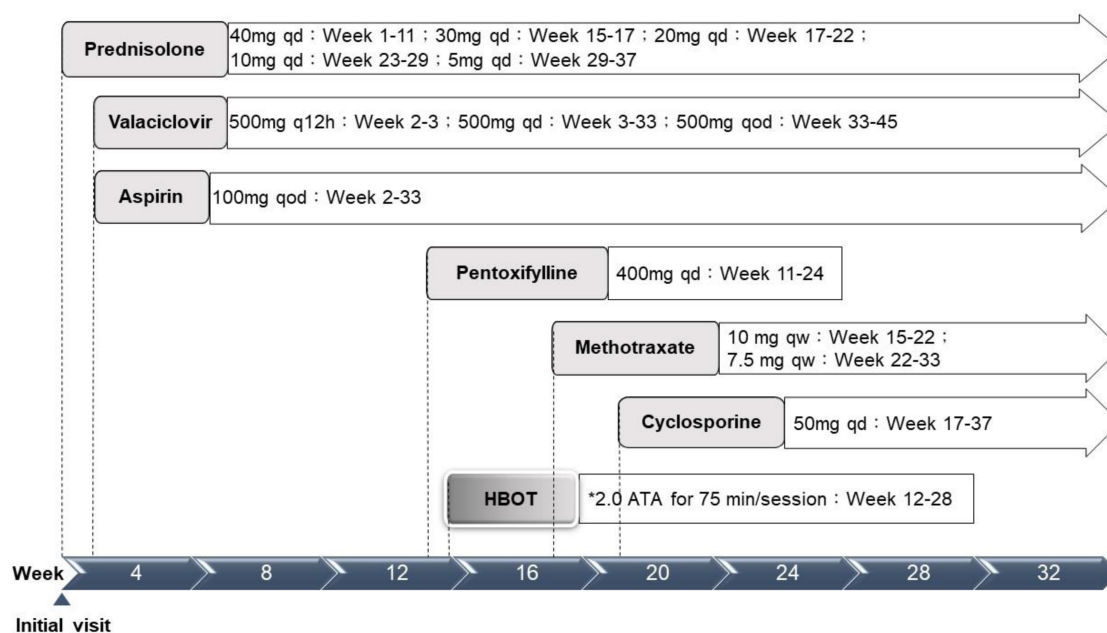 Prednisolone
40mg qd：Week 1-11；30mg qd：Week 15-17；20mg qd：Week 17-22；
10mg qd：Week 23-29；5mg qd：Week 29-37
Valaciclovir
500mg q12h：Week 2-3；500mg qd：Week 3-33；500mg qod：Week 33-45
Aspirin
100mg qod：Week 2-33
Pentoxifylline
400mg qd：Week 11-24
Methotraxate
10 mg qw：Week 15-22；
7.5 mg qw：Week 22-33
Cyclosporine
50mg qd：Week 17-37
HBOT
*2.0 ATA for 75 min/session：Week 12-28
Week 4 8 12 16 20 24 28 32
Initial visit